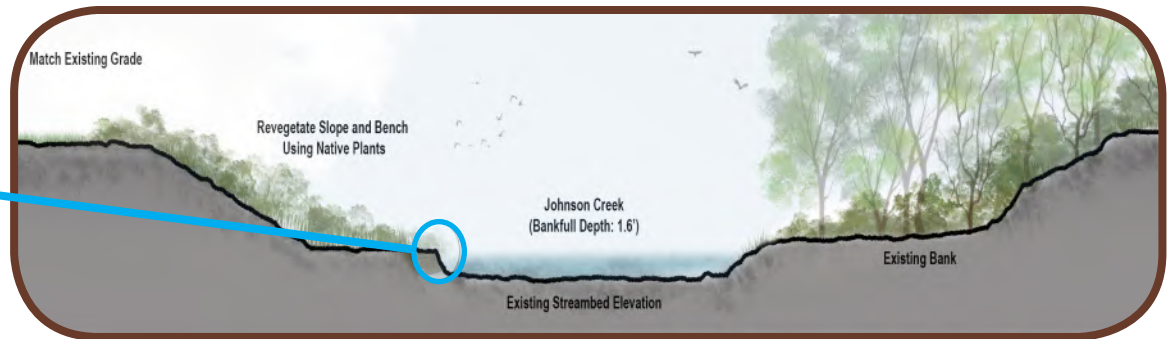 Match Existing Grade
Revegetate Slope and Bench
Using Native Plants
Johnson Creek
(Bankfull Depth: 1.6')
Existing Bank
Existing Streambed Elevation